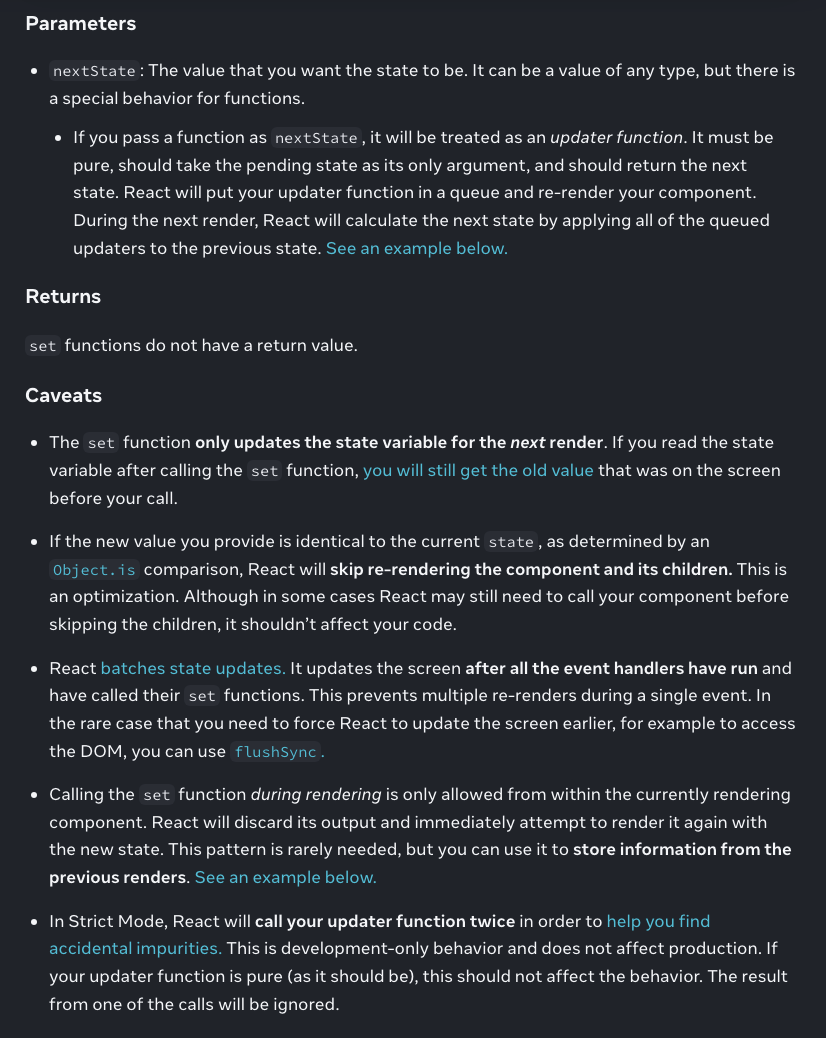 Parameters
nextState: The value that you want the state to be. It can be a value of any type, but there is
a special behavior for functions.
If you pass a function as nextState, it will be treated as an updater function. It must be
pure, should take the pending state as its only argument, and should return the next
state. React will put your updater function in a queue and re-render your component.
During the next render, React will calculate the next state by applying all of the queued
updaters to the previous state. See an example below.
Returns
set functions do not have a return value.
Caveats
The set function only updates the state variable for the next render. If you read the state
variable after calling the set function, you will still get the old value that was on the screen
before your call.
If the new value you provide is identical to the current state, as determined by an
Object.is comparison, React will skip re-rendering the component and its children. This is
an optimization. Although in some cases React may still need to call your component before
skipping the children, it shouldn’t affect your code.
React batches state updates. It updates the screen after all the event handlers have run and
have called their set functions. This prevents multiple re-renders during a single event. In
the rare case that you need to force React to update the screen earlier, for example to access
the DOM, you can use flushSync.
Calling the set function during rendering is only allowed from within the currently rendering
component. React will discard its output and immediately attempt to render it again with
the new state. This pattern is rarely needed, but you can use it to store information from the
previous renders. See an example below.
In Strict Mode, React will call your updater function twice in order to help you find
accidental impurities. This is development-only behavior and does not affect production. If
your updater function is pure (as it should be), this should not affect the behavior. The result
from one of the calls will be ignored.